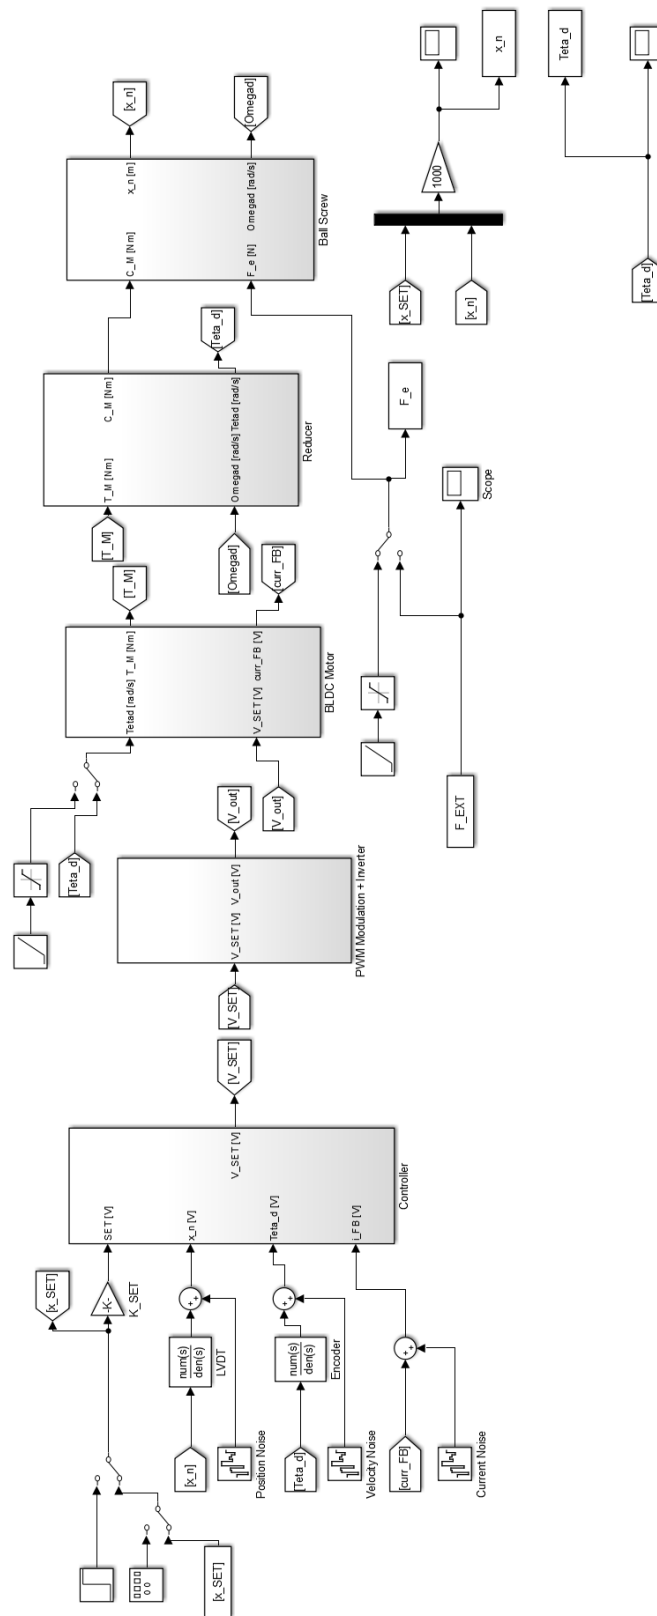 [x_SET]
K_SET
-K-
SET [V]
x_n [V]
Teta_d [V]
i_FB [V]
V_SET [V]
Controller
[x_n]
num(s)
den(s)
LVDT
Position Noise
[Teta_d]
num(s)
den(s)
Encoder
Velocity Noise
[curr_FB]
Current Noise
[x_SET]
[V_SET]
[V_SET]
V_SET [V]
V_out [V]
PWM Modulation + Inverter
[V_out]
[V_out]
[Teta_d]
Tetad [rad/s]
T_M [Nm]
V_SET [V]
curr_FB [V]
BLDC Motor
[T_M]
[curr_FB]
[T_M]
[Omegad]
T_M [Nm]
C_M [Nm]
Omegad [rad/s]
Tetad [rad/s]
Reducer
[Teta_d]
C_M [Nm]
x_n [m]
F_e [N]
Omegad [rad/s]
Ball Screw
[x_n]
[Omegad]
F_EXT
Scope
F_e
[x_SET]
[x_n]
1000
x_n
[Teta_d]
Teta_d